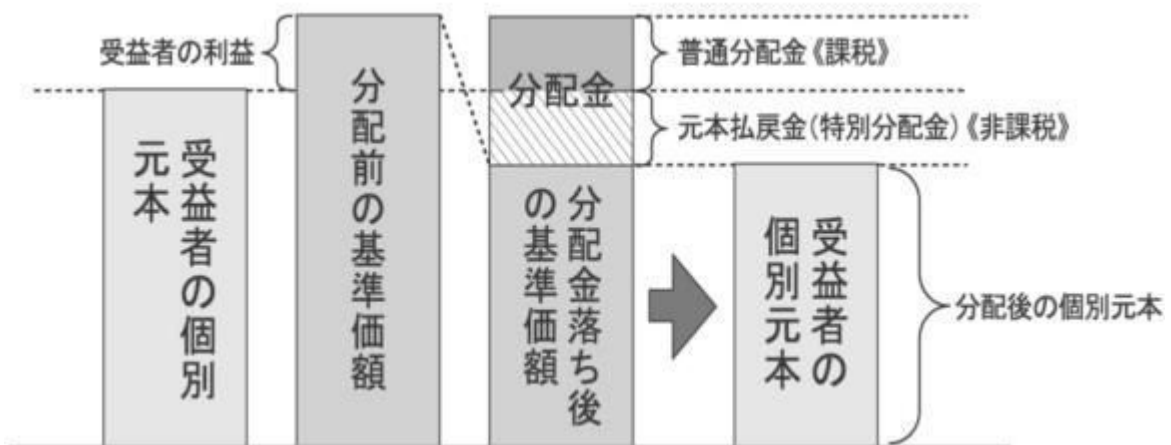 受益者の利益
受益者の個別
元本
分配前の基準価額
分配金
分配金落ち後
の基準価額
普通分配金《課税》
元本払戻金(特別分配金)《非課税》
受益者の
個別元本
分配後の個別元本